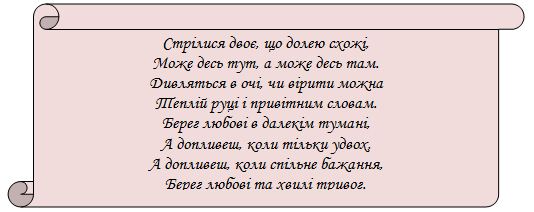 Стрілися двоє, що долею схожі,
Може десь тут, а може десь там.
Дивляться в очі, чи вірити можна
Теплій руці і привітним словам.
Берег любові в далекім тумані,
А допливеш, коли тільки удвох,
А допливеш, коли спільне бажання,
Берег любові та хвилі тривог.